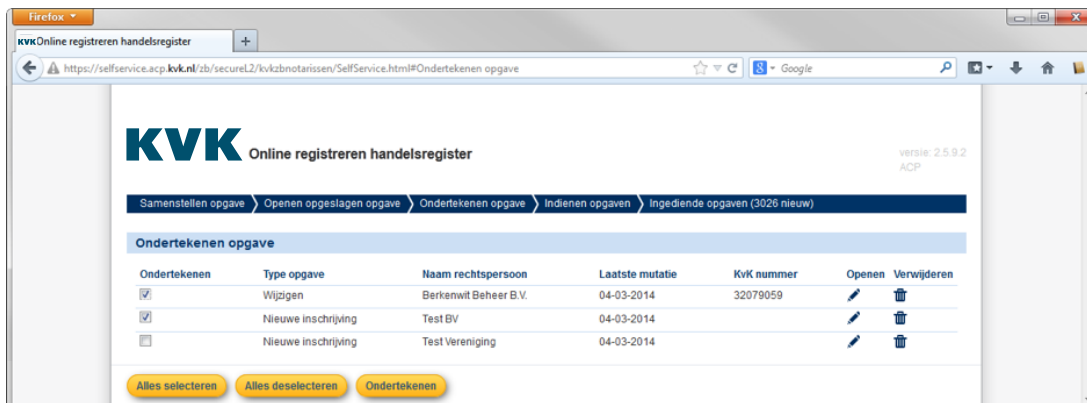 Firefox
KVK Online registreren handelsregister
https://selfservice.acp.kvk.nl/zb/secureL2/kvkzbnotarissen/SelfService.html#Ondertekenen opgave
8 Google
KVK Online registreren handelsregister
versie: 2.5.9.2
ACP
Samenstellen opgave Openen opgeslagen opgave Ondertekenen opgave Indienen opgaven Ingediende opgaven (3026 nieuw)
Ondertekenen opgave
Ondertekenen Type opgave Naam rechtspersoon Laatste mutatie KvK nummer Openen Verwijderen
Wijzigen Berkenwit Beheer B.V. 04-03-2014 32079059
Nieuwe inschrijving Test BV 04-03-2014
Nieuwe inschrijving Test Vereniging 04-03-2014
Alles selecteren Alles deselecteren Ondertekenen